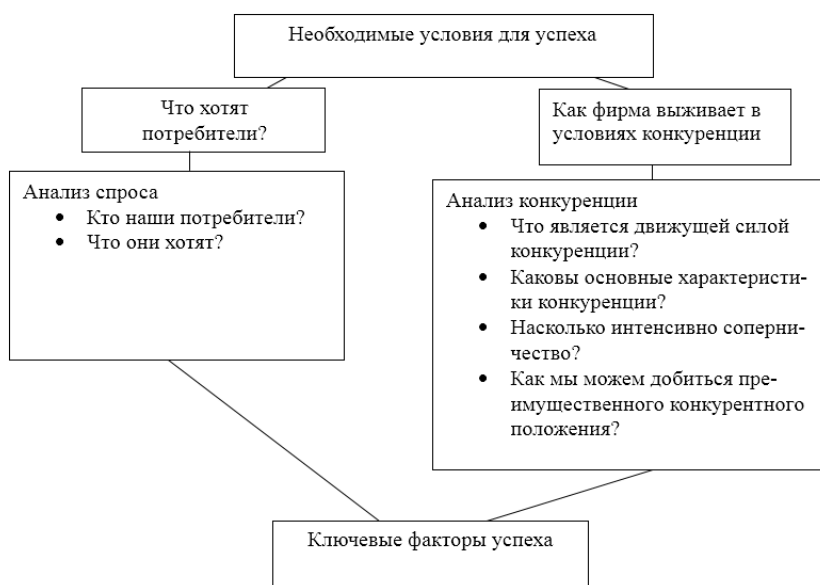 Необходимые условия для успеха
Что хотят
потребители?
Как фирма выживает в
условиях конкуренции
Анализ спроса
• Кто наши потребители?
• Что они хотят?
Анализ конкуренции
• Что является движущей силой
конкуренции?
• Каковы основные характеристи-
ки конкуренции?
• Насколько интенсивно соперни-
чество?
• Как мы можем добиться пре-
имущественного конкурентного
положения?
Ключевые факторы успеха